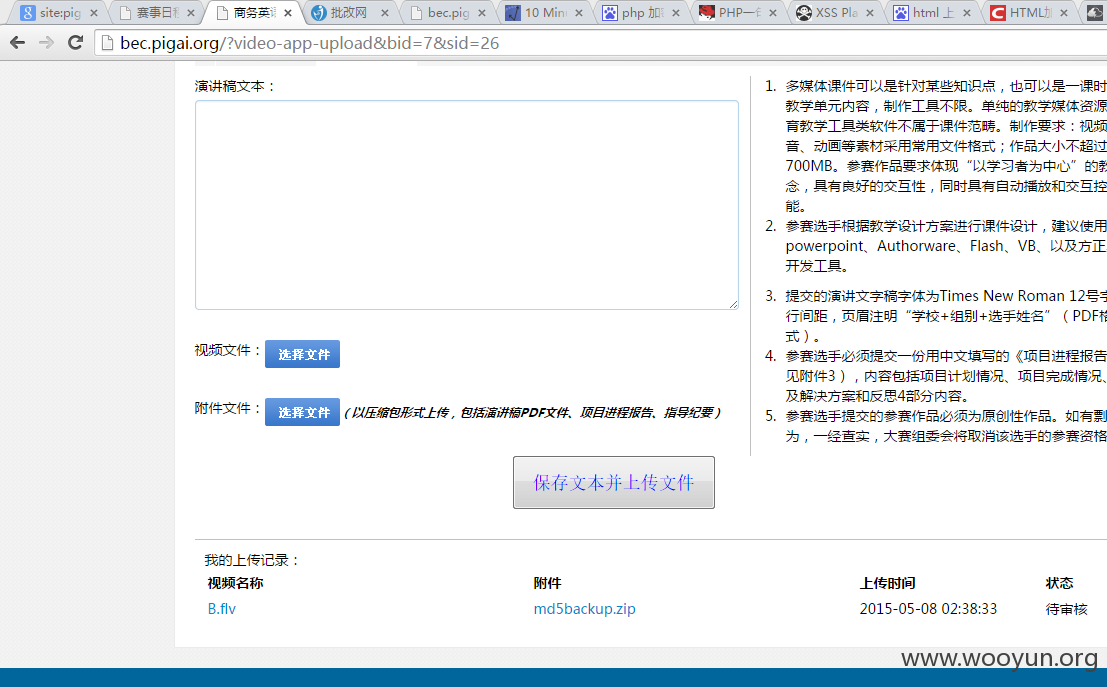 site:pig
赛事日程
商务英语
批改网
bec.pig
10 Min
php 加
PHP一
XSS Pla
html 上
HTML加
bec.pigai.org/?video-app-upload&bid=7&sid=26
演讲稿文本：
视频文件：
选择文件
附件文件：
选择文件
（以压缩包形式上传，包括演讲稿PDF文件、项目进程报告、指导纪要）
保存文本并上传文件
1. 多媒体课件可以是针对某些知识点，也可以是一课时
教学单元内容，制作工具不限。单纯的教学媒体资源
育教学工具类软件不属于课件范畴。制作要求：视频
音、动画等素材采用常用文件格式；作品大小不超过
700MB。参赛作品要求体现“以学习者为中心”的教
念，具有良好的交互性，同时具有自动播放和交互控
能。
2. 参赛选手根据教学设计方案进行课件设计，建议使用
powerpoint、Authorware、Flash、VB、以及方正
开发工具。
3. 提交的演讲文字稿字体为Times New Roman 12号字
行间距，页眉注明“学校+组别+选手姓名”（PDF格
式）。
4. 参赛选手必须提交一份用中文填写的《项目进程报告
见附件3），内容包括项目计划情况、项目完成情况、
及解决方案和反思4部分内容。
5. 参赛选手提交的参赛作品必须为原创性作品。如有剽
为，一经查实，大赛组委会将取消该选手的参赛资格
我的上传记录：
视频名称 附件 上传时间 状态
B.flv md5backup.zip 2015-05-08 02:38:33 待审核
www.wooyun.org